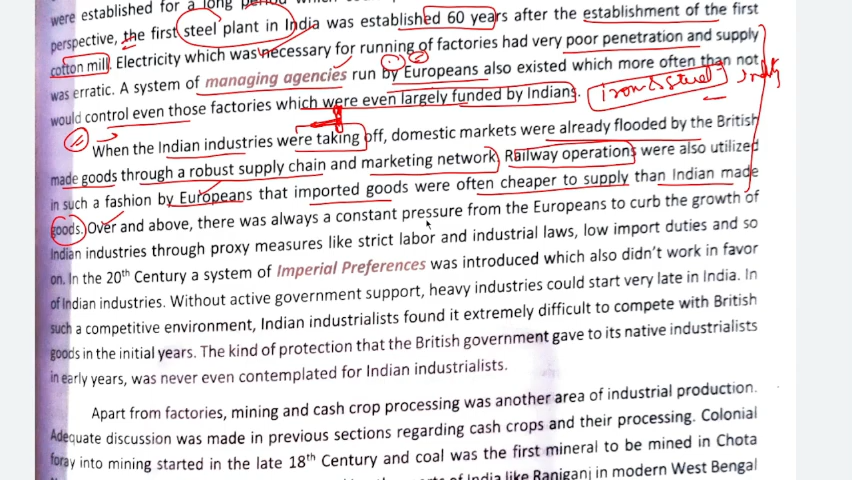 were established for a long period
perspective, the first steel plant in India was established 60 years after the establishment of the first
cotton mill. Electricity which was necessary for running of factories had very poor penetration and supply
was erratic. A system of managing agencies run by Europeans also existed which more often than not
would control even those factories which were even largely funded by Indians. iron & steel indy
When the Indian industries were taking off, domestic markets were already flooded by the British
made goods through a robust supply chain and marketing network. Railway operations were also utilized
in such a fashion by Europeans that imported goods were often cheaper to supply than Indian made
goods. Over and above, there was always a constant pressure from the Europeans to curb the growth of
Indian industries through proxy measures like strict labor and industrial laws, low import duties and so
on. In the 20th Century a system of Imperial Preferences was introduced which also didn't work in favor
of Indian industries. Without active government support, heavy industries could start very late in India. In
such a competitive environment, Indian industrialists found it extremely difficult to compete with British
goods in the initial years. The kind of protection that the British government gave to its native industrialists
in early years, was never even contemplated for Indian industrialists.
Apart from factories, mining and cash crop processing was another area of industrial production.
Adequate discussion was made in previous sections regarding cash crops and their processing. Colonial
foray into mining started in the late 18th Century and coal was the first mineral to be mined in Chota
of India like Raniganj in modern West Bengal